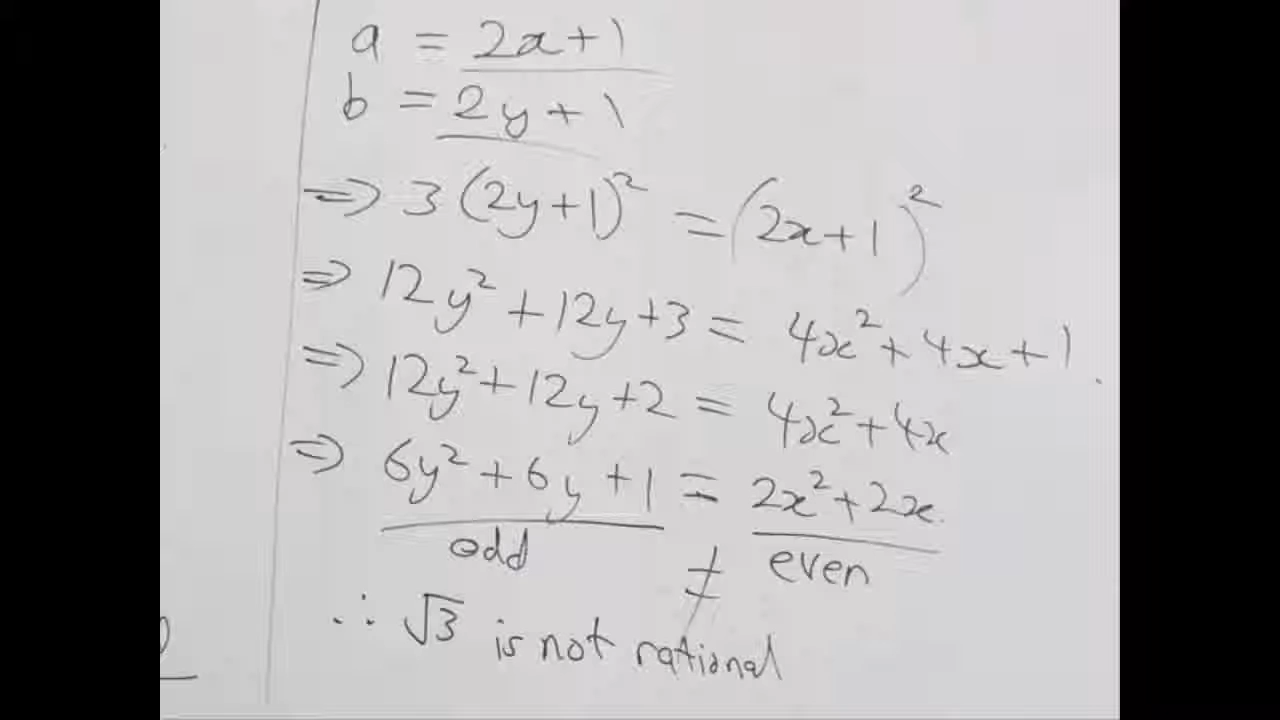 a = 2x+1
b = 2y+1
⇒ 3(2y+1)² = (2x+1)²
⇒ 12y² + 12y+3 = 4x² + 4x+1
⇒ 12y² + 12y+2 = 4x² + 4x
⇒ 6y² + 6y +1 = 2x² + 2x.
odd ≠ even
∴ √3 is not rational